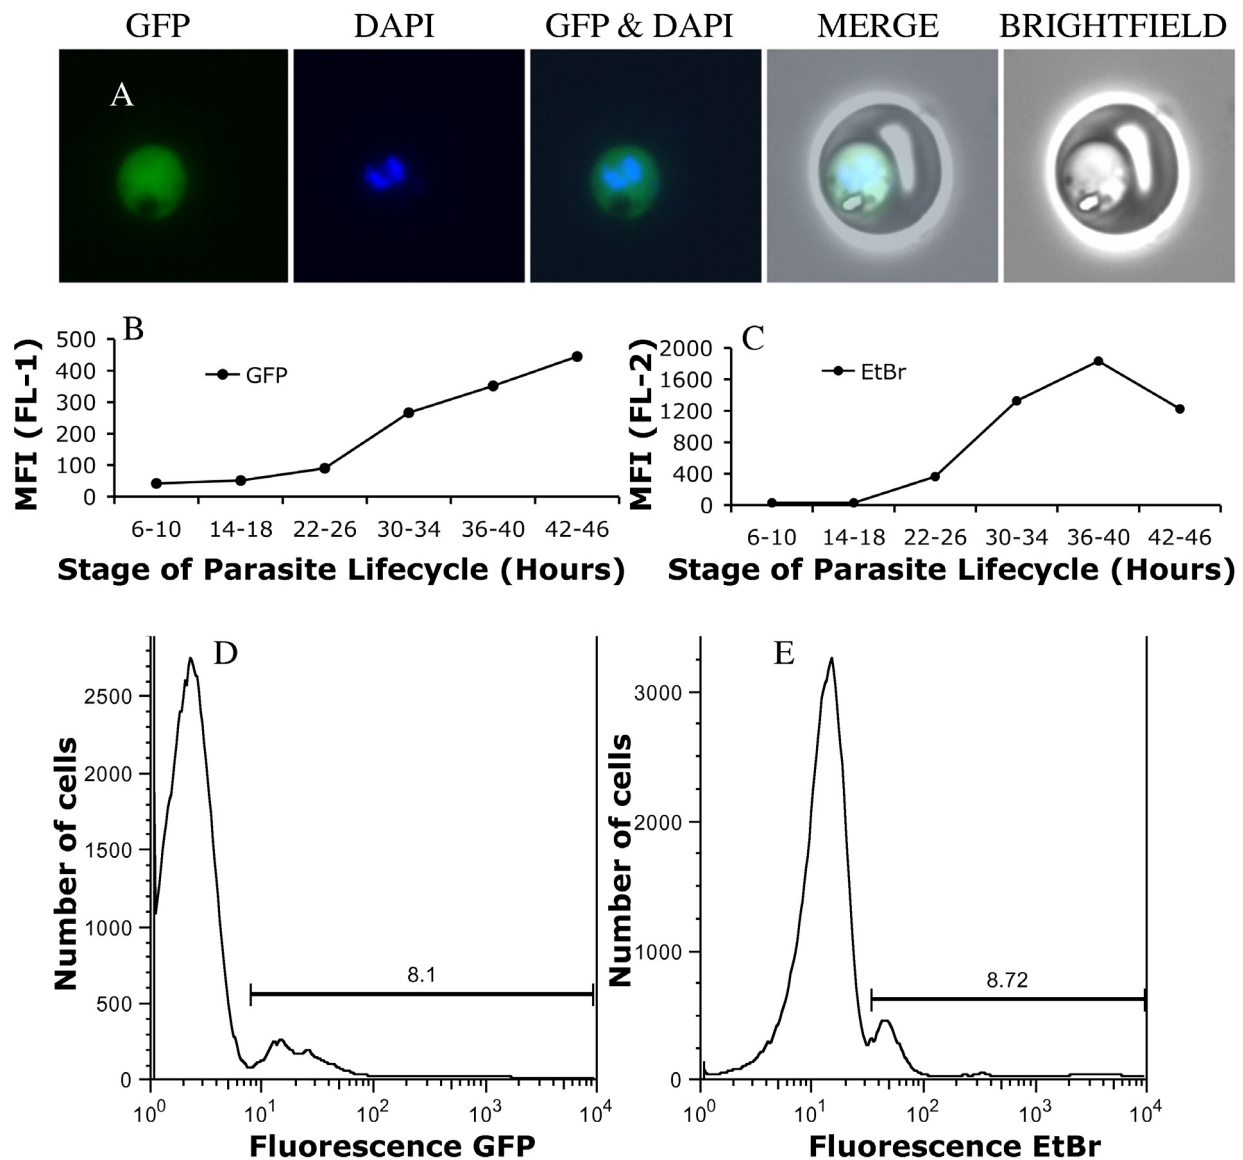 GFP DAPI GFP & DAPI MERGE BRIGHTFIELD
A
B
500
400
300
200
100
0
GFP
MFI (FL-1)
6-10 14-18 22-26 30-34 36-40 42-46
Stage of Parasite Lifecycle (Hours)
C
2000
1600
1200
800
400
0
EtBr
MFI (FL-2)
6-10 14-18 22-26 30-34 36-40 42-46
Stage of Parasite Lifecycle (Hours)
D
2500
2000
1500
1000
500
0
Number of cells
8.1
10^0 10^1 10^2 10^3 10^4
Fluorescence GFP
E
3000
2000
1000
0
Number of cells
8.72
10^0 10^1 10^2 10^3 10^4
Fluorescence EtBr